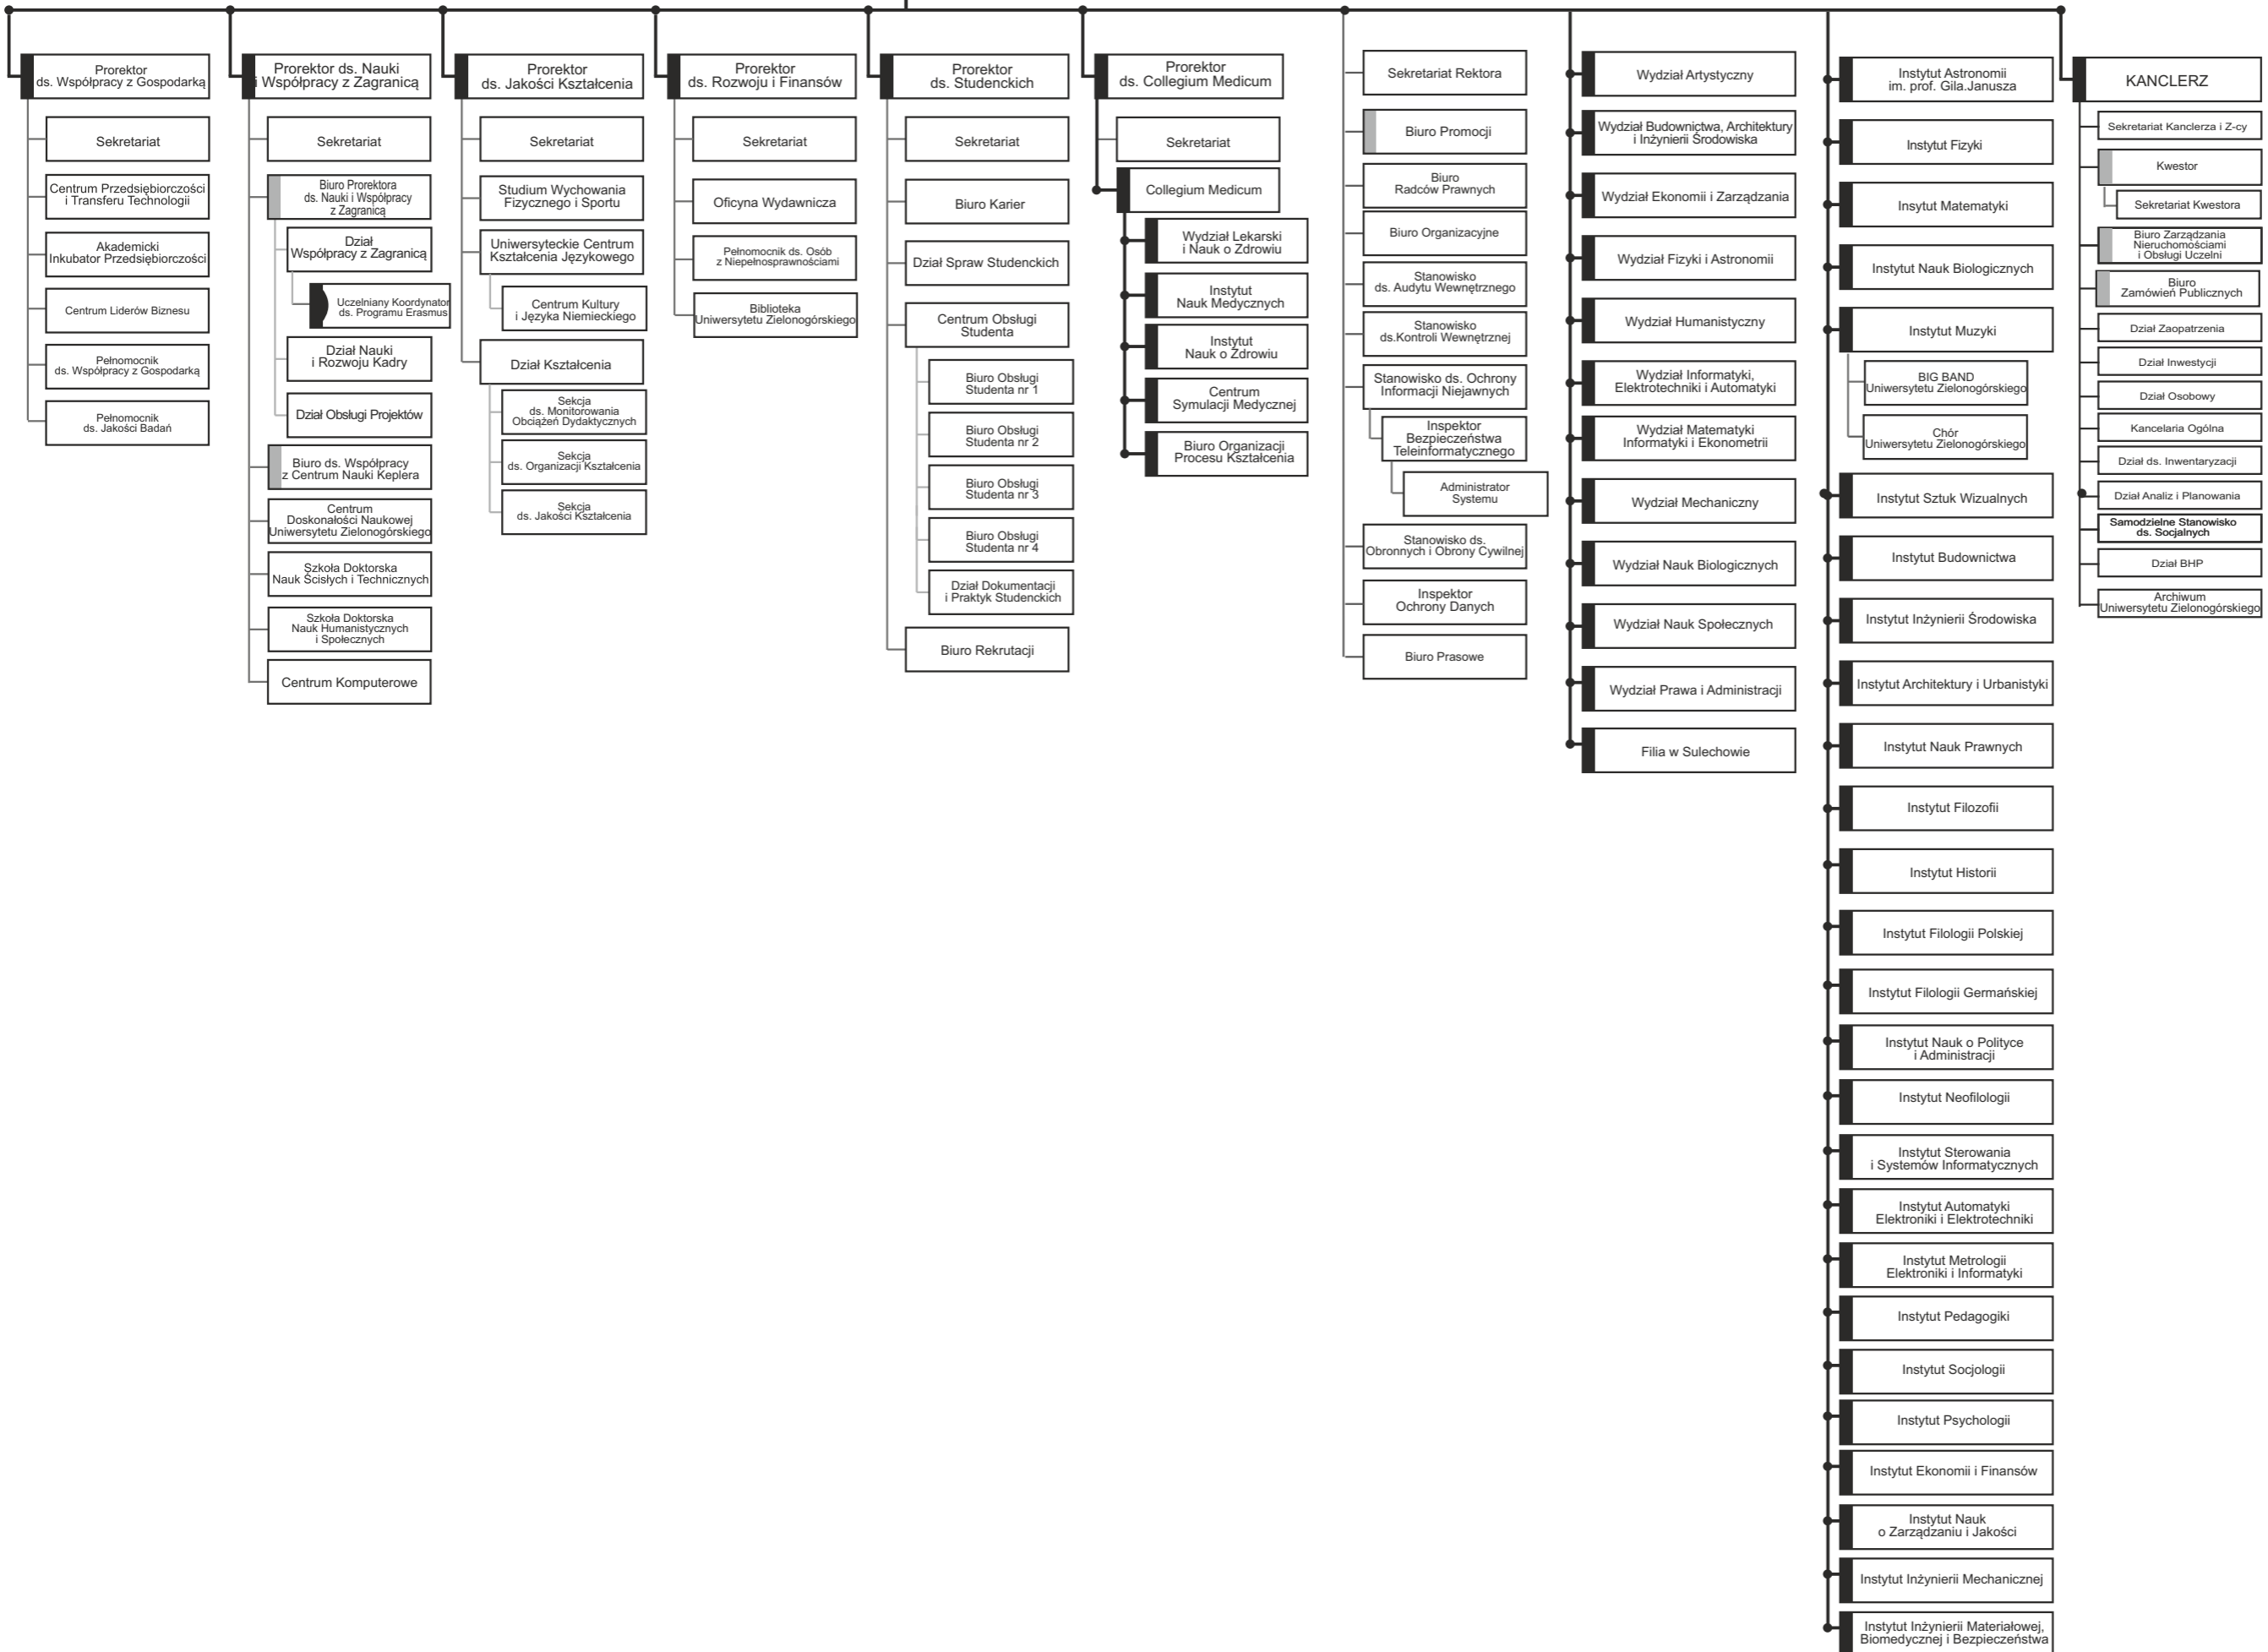 Prorektor
ds. Współpracy z Gospodarką
Sekretariat
Centrum Przedsiębiorczości
i Transferu Technologii
Akademicki
Inkubator Przedsiębiorczości
Centrum Liderów Biznesu
Pełnomocnik
ds. Współpracy z Gospodarką
Pełnomocnik
ds. Jakości Badań
Prorektor ds. Nauki
i Współpracy z Zagranicą
Sekretariat
Biuro Prorektora
ds. Nauki i Współpracy
z Zagranicą
Dział
Współpracy z Zagranicą
Uczelniany Koordynator
ds. Programu Erasmus
Dział Nauki
i Rozwoju Kadry
Dział Obsługi Projektów
Biuro ds. Współpracy
z Centrum Nauki Keplera
Centrum
Doskonałości Naukowej
Uniwersytetu Zielonogórskiego
Szkoła Doktorska
Nauk Ścisłych i Technicznych
Szkoła Doktorska
Nauk Humanistycznych
i Społecznych
Centrum Komputerowe
Prorektor
ds. Jakości Kształcenia
Sekretariat
Studium Wychowania
Fizycznego i Sportu
Uniwersyteckie Centrum
Kształcenia Językowego
Centrum Kultury
i Języka Niemieckiego
Dział Kształcenia
Sekcja
ds. Monitorowania
Obciążeń Dydaktycznych
Sekcja
ds. Organizacji Kształcenia
Sekcja
ds. Jakości Kształcenia
Prorektor
ds. Rozwoju i Finansów
Sekretariat
Oficyna Wydawnicza
Pełnomocnik ds. Osób
z Niepełnosprawnościami
Biblioteka
Uniwersytetu Zielonogórskiego
Prorektor
ds. Studenckich
Sekretariat
Biuro Karier
Dział Spraw Studenckich
Centrum Obsługi
Studenta
Biuro Obsługi
Studenta nr 1
Biuro Obsługi
Studenta nr 2
Biuro Obsługi
Studenta nr 3
Biuro Obsługi
Studenta nr 4
Dział Dokumentacji
i Praktyk Studenckich
Biuro Rekrutacji
Prorektor
ds. Collegium Medicum
Sekretariat
Collegium Medicum
Wydział Lekarski
i Nauk o Zdrowiu
Instytut
Nauk Medycznych
Instytut
Nauk o Zdrowiu
Centrum
Symulacji Medycznej
Biuro Organizacji
Procesu Kształcenia
Sekretariat Rektora
Biuro Promocji
Biuro
Radców Prawnych
Biuro Organizacyjne
Stanowisko
ds. Audytu Wewnętrznego
Stanowisko
ds.Kontroli Wewnętrznej
Stanowisko ds. Ochrony
Informacji Niejawnych
Inspektor
Bezpieczeństwa
Teleinformatycznego
Administrator
Systemu
Stanowisko ds.
Obronnych i Obrony Cywilnej
Inspektor
Ochrony Danych
Biuro Prasowe
Wydział Artystyczny
Wydział Budownictwa, Architektury
i Inżynierii Środowiska
Wydział Ekonomii i Zarządzania
Wydział Fizyki i Astronomii
Wydział Humanistyczny
Wydział Informatyki,
Elektrotechniki i Automatyki
Wydział Matematyki
Informatyki i Ekonometrii
Wydział Mechaniczny
Wydział Nauk Biologicznych
Wydział Nauk Społecznych
Wydział Prawa i Administracji
Filia w Sulechowie
Instytut Astronomii
im. prof. Gila.Janusza
Instytut Fizyki
Insytut Matematyki
Instytut Nauk Biologicznych
Instytut Muzyki
BIG BAND
Uniwersytetu Zielonogórskiego
Chór
Uniwersytetu Zielonogórskiego
Instytut Sztuk Wizualnych
Instytut Budownictwa
Instytut Inżynierii Środowiska
Instytut Architektury i Urbanistyki
Instytut Nauk Prawnych
Instytut Filozofii
Instytut Historii
Instytut Filologii Polskiej
Instytut Filologii Germańskiej
Instytut Nauk o Polityce
i Administracji
Instytut Neofilologii
Instytut Sterowania
i Systemów Informatycznych
Instytut Automatyki
Elektroniki i Elektrotechniki
Instytut Metrologii
Elektroniki i Informatyki
Instytut Pedagogiki
Instytut Socjologii
Instytut Psychologii
Instytut Ekonomii i Finansów
Instytut Nauk
o Zarządzaniu i Jakości
Instytut Inżynierii Mechanicznej
Instytut Inżynierii Materiałowej,
Biomedycznej i Bezpieczeństwa
KANCLERZ
Sekretariat Kanclerza i Z-cy
Kwestor
Sekretariat Kwestora
Biuro Zarządzania
Nieruchomościami
i Obsługi Uczelni
Biuro
Zamówień Publicznych
Dział Zaopatrzenia
Dział Inwestycji
Dział Osobowy
Kancelaria Ogólna
Dział ds. Inwentaryzacji
Dział Analiz i Planowania
Samodzielne Stanowisko
ds. Socjalnych
Dział BHP
Archiwum
Uniwersytetu Zielonogórskiego